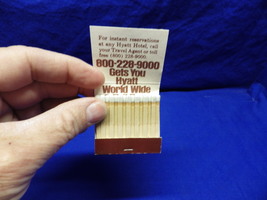 For instant reservations
at any Hyatt Hotel, call
your Travel Agent or toll
free (800) 228-9000
800-228-9000
Gets You
Hyatt
World Wide